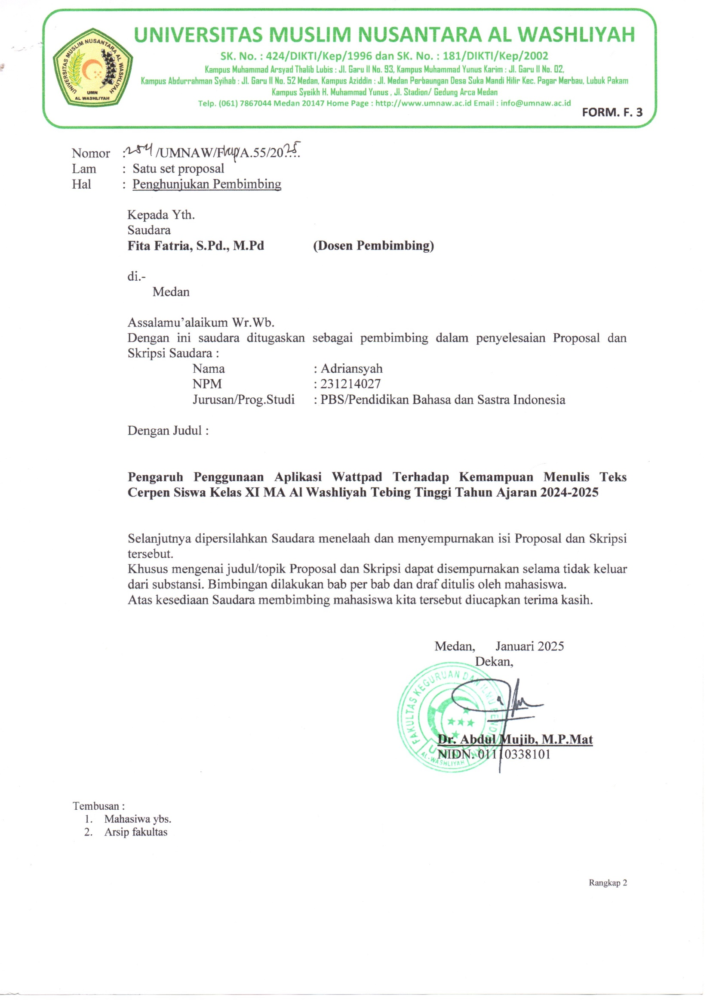 UNIVERSITAS MUSLIM NUSANTARA AL WASHLIYAH
SK. No. : 424/DIKTI/Kep/1996 dan SK. No. : 181/DIKTI/Kep/2002
Kampus Muhammad Arsyad Thalib Lubis : Jl. Garu II No. 93, Kampus Muhammad Yunus Karim : Jl. Garu II No. 02,
Kampus Abdurrahman Syihab : Jl. Garu II No. 52 Medan, Kampus Aziddin : Jl. Medan Perbaungan Desa Suka Mandi Hilir Kec. Pagar Merbau, Lubuk Pakam
Kampus Syeikh H. Muhammad Yunus , Jl. Stadion/ Gedung Arca Medan
Telp. (061) 7867044 Medan 20147 Home Page : http://www.umnaw.ac.id Email : info@umnaw.ac.id
FORM. F. 3
UNIVERSITAS MUSLIM NUSANTARA AL WASHLIYAH
UMN
AL WASHLIYAH
Nomor : 254 /UMNAW/Fkip/A.55/2025
Lam : Satu set proposal
Hal : Penghunjukan Pembimbing
Kepada Yth.
Saudara
Fita Fatria, S.Pd., M.Pd (Dosen Pembimbing)
di.-
Medan
Assalamu’alaikum Wr.Wb.
Dengan ini saudara ditugaskan sebagai pembimbing dalam penyelesaian Proposal dan
Skripsi Saudara :
Nama : Adriansyah
NPM : 231214027
Jurusan/Prog.Studi : PBS/Pendidikan Bahasa dan Sastra Indonesia
Dengan Judul :
Pengaruh Penggunaan Aplikasi Wattpad Terhadap Kemampuan Menulis Teks
Cerpen Siswa Kelas XI MA Al Washliyah Tebing Tinggi Tahun Ajaran 2024-2025
Selanjutnya dipersilahkan Saudara menelaah dan menyempurnakan isi Proposal dan Skripsi
tersebut.
Khusus mengenai judul/topik Proposal dan Skripsi dapat disempurnakan selama tidak keluar
dari substansi. Bimbingan dilakukan bab per bab dan draf ditulis oleh mahasiswa.
Atas kesediaan Saudara membimbing mahasiswa kita tersebut diucapkan terima kasih.
Medan, Januari 2025
Dekan,
FAKULTAS KEGURUAN DAN ILMU PENDIDIKAN
UMN
AL-WASHLIYAH
Dr. Abdul Mujib, M.P.Mat
NIDN. 01110338101
Tembusan :
1. Mahasiwa ybs.
2. Arsip fakultas
Rangkap 2